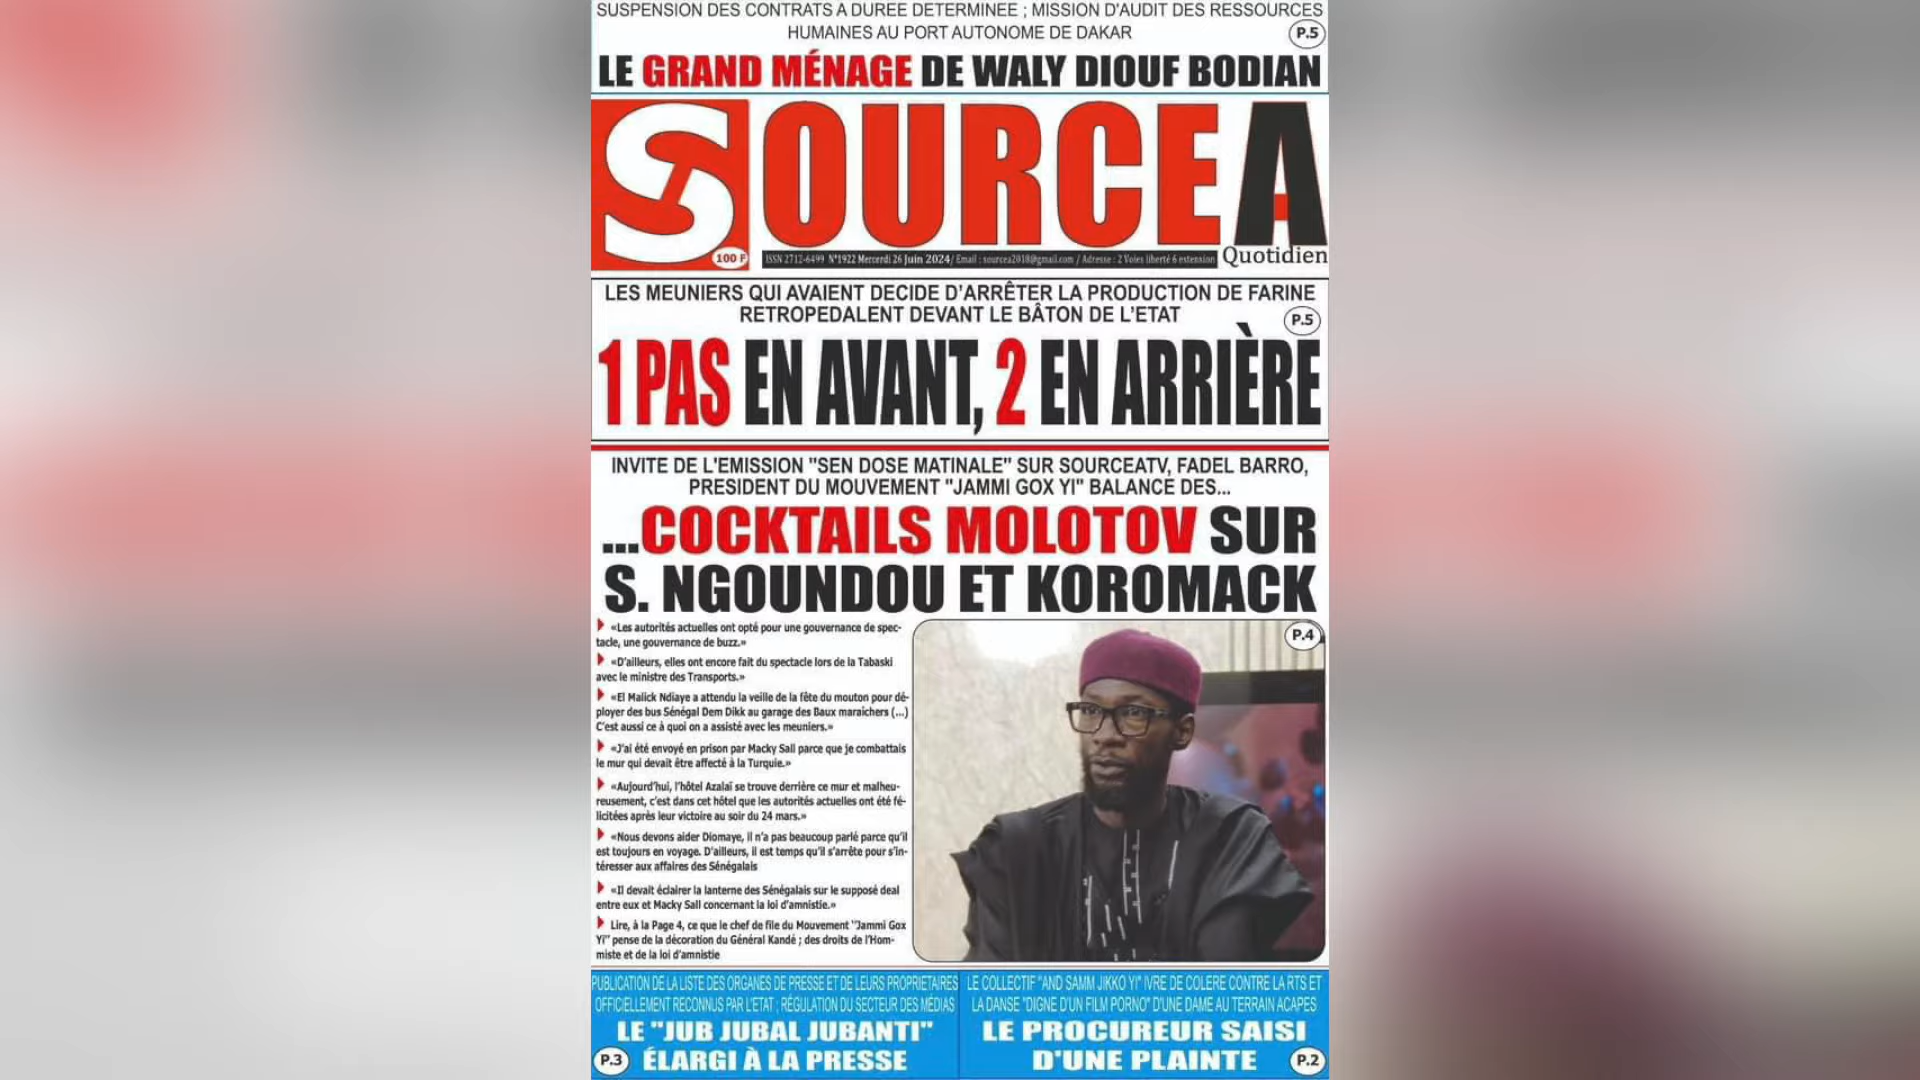 SUSPENSION DES CONTRATS A DUREE DETERMINEE ; MISSION D'AUDIT DES RESSOURCES
HUMAINES AU PORT AUTONOME DE DAKAR
P.5
LE GRAND MÉNAGE DE WALY DIOUF BODIAN
SOURCEA
100 F
ISSN 2712-6499 N°1922 Mercredi 26 Juin 2024/ Email : sourcea2018@gmail.com / Adresse : 2 Voies liberté 6 extension
Quotidien
LES MEUNIERS QUI AVAIENT DECIDE D'ARRÊTER LA PRODUCTION DE FARINE
RETROPEDALENT DEVANT LE BÂTON DE L'ETAT
P.5
1 PAS EN AVANT, 2 EN ARRIÈRE
INVITE DE L'EMISSION "SEN DOSE MATINALE" SUR SOURCEATV, FADEL BARRO,
PRESIDENT DU MOUVEMENT "JAMMI GOX YI" BALANCE DES...
...COCKTAILS MOLOTOV SUR
S. NGOUNDOU ET KOROMACK
«Les autorités actuelles ont opté pour une gouvernance de spec-
tacle, une gouvernance de buzz.»
«D'ailleurs, elles ont encore fait du spectacle lors de la Tabaski
avec le ministre des Transports.»
«El Malick Ndiaye a attendu la veille de la fête du mouton pour dé-
ployer des bus Sénégal Dem Dikk au garage des Baux maraîchers (...)
C'est aussi ce à quoi on a assisté avec les meuniers.»
«J'ai été envoyé en prison par Macky Sall parce que je combattais
le mur qui devait être affecté à la Turquie.»
«Aujourd'hui, l'hôtel Azalaï se trouve derrière ce mur et malheu-
reusement, c'est dans cet hôtel que les autorités actuelles ont été fé-
licitées après leur victoire au soir du 24 mars.»
«Nous devons aider Diomaye, il n'a pas beaucoup parlé parce qu'il
est toujours en voyage. D'ailleurs, il est temps qu'il s'arrête pour s'in-
téresser aux affaires des Sénégalais
«Il devait éclairer la lanterne des Sénégalais sur le supposé deal
entre eux et Macky Sall concernant la loi d'amnistie.»
Lire, à la Page 4, ce que le chef de file du Mouvement "Jammi Gox
Yi" pense de la décoration du Général Kandé ; des droits de l'Hom-
miste et de la loi d'amnistie
P.4
PUBLICATION DE LA LISTE DES ORGANES DE PRESSE ET DE LEURS PROPRIETAIRES
OFFICIELLEMENT RECONNUS PAR L'ETAT ; RÉGULATION DU SECTEUR DES MÉDIAS
LE "JUB JUBAL JUBANTI"
ÉLARGI À LA PRESSE
P.3
LE COLLECTIF "AND SAMM JIKKO YI" IVRE DE COLERE CONTRE LA RTS ET
LA DANSE "DIGNE D'UN FILM PORNO" D'UNE DAME AU TERRAIN ACAPES
LE PROCUREUR SAISI
D'UNE PLAINTE
P.2